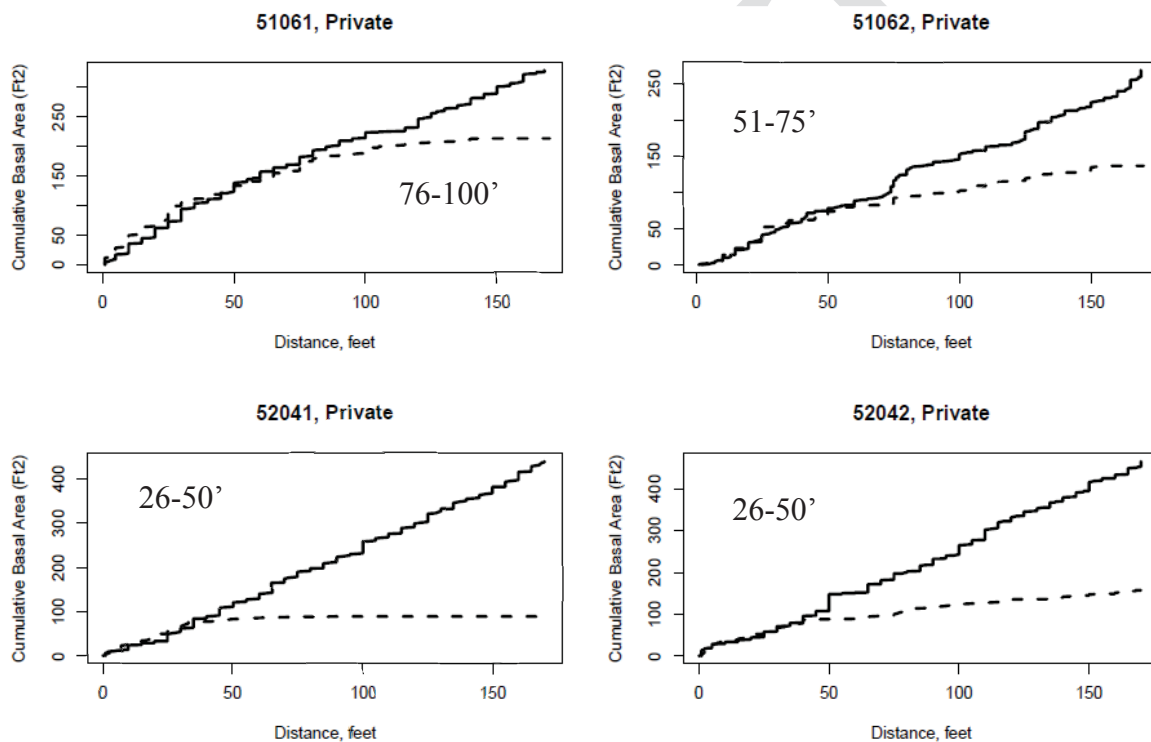 51061, Private
Cumulative Basal Area (Ft2)
0 50 150 250
76-100’
0 50 100 150
Distance, feet
51062, Private
Cumulative Basal Area (Ft2)
0 50 150 250
51-75’
0 50 100 150
Distance, feet
52041, Private
Cumulative Basal Area (Ft2)
0 100 200 300 400
26-50’
0 50 100 150
Distance, feet
52042, Private
Cumulative Basal Area (Ft2)
0 100 200 300 400
26-50’
0 50 100 150
Distance, feet